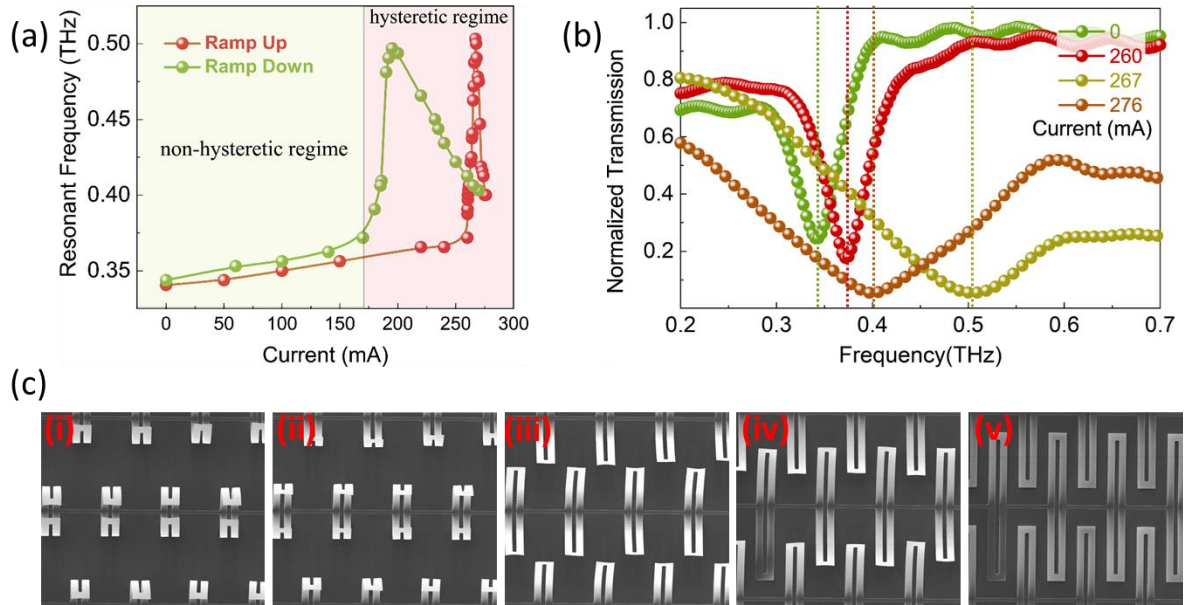 (a)
hysteretic regime
Ramp Up
Ramp Down
non-hysteretic regime
Resonant Frequency (THz)
0.50
0.45
0.40
0.35
0 50 100 150 200 250 300
Current (mA)
(b)
0
260
267
276
Current (mA)
Normalized Transmission
1.0
0.8
0.6
0.4
0.2
0.2 0.3 0.4 0.5 0.6 0.7
Frequency(THz)
(c)
(i) (ii) (iii) (iv) (v)